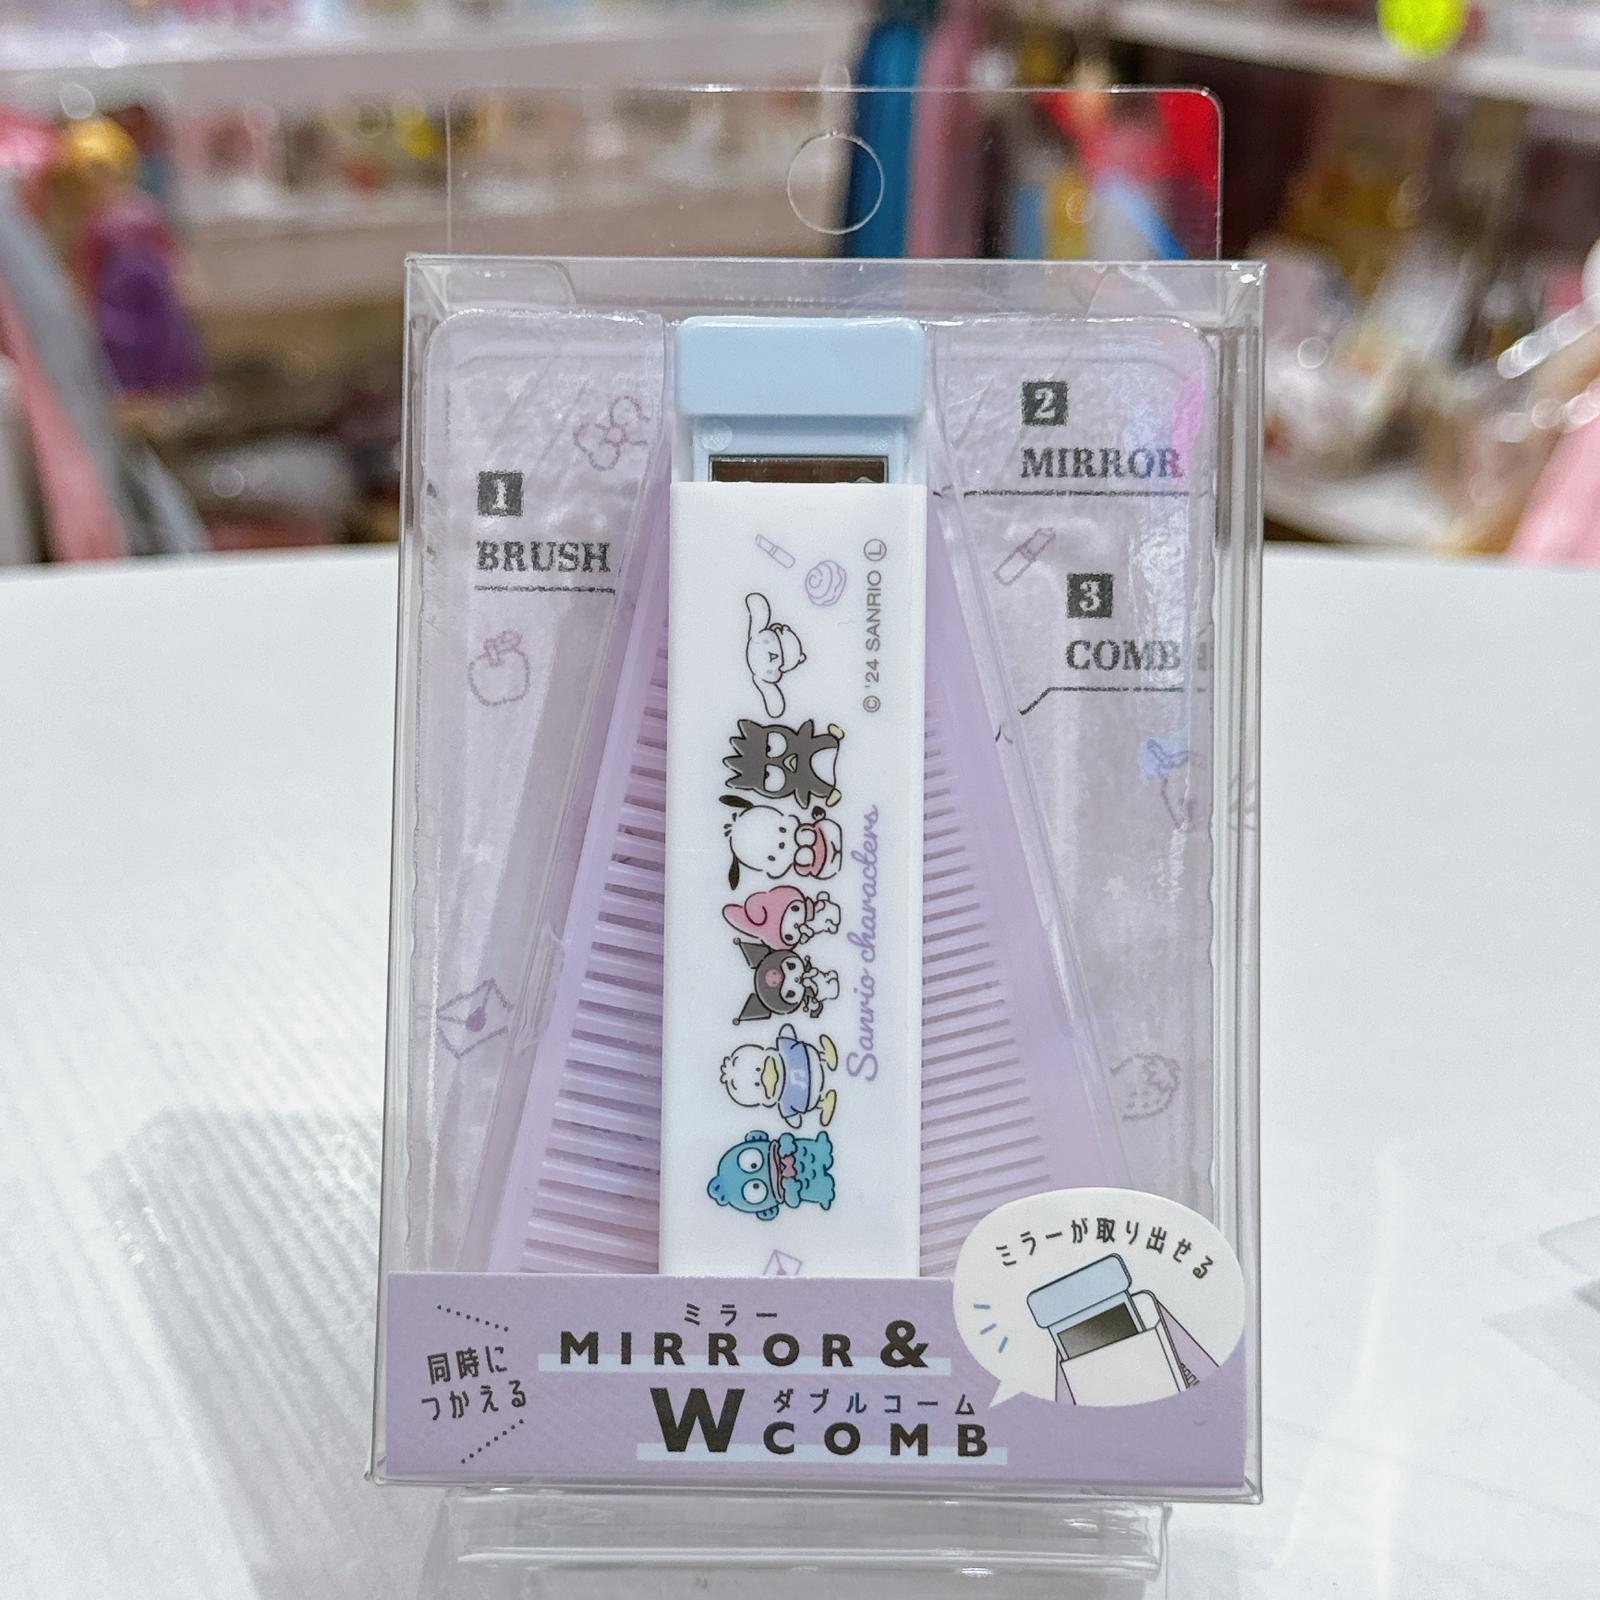 1
BRUSH
2
MIRROR
3
COMB
© '24 SANRIO Ⓛ
Sanrio characters
ミラーが取り出せる
同時に
つかえる
ミラー
MIRROR &
ダブルコーム
W COMB